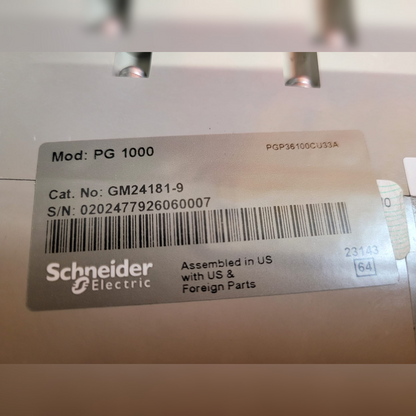 Mod: PG 1000
PGP36100CU33A
Cat. No: GM24181-9
S/N: 0202477926060007
Schneider
Electric
Assembled in US
with US &
Foreign Parts
23143
64